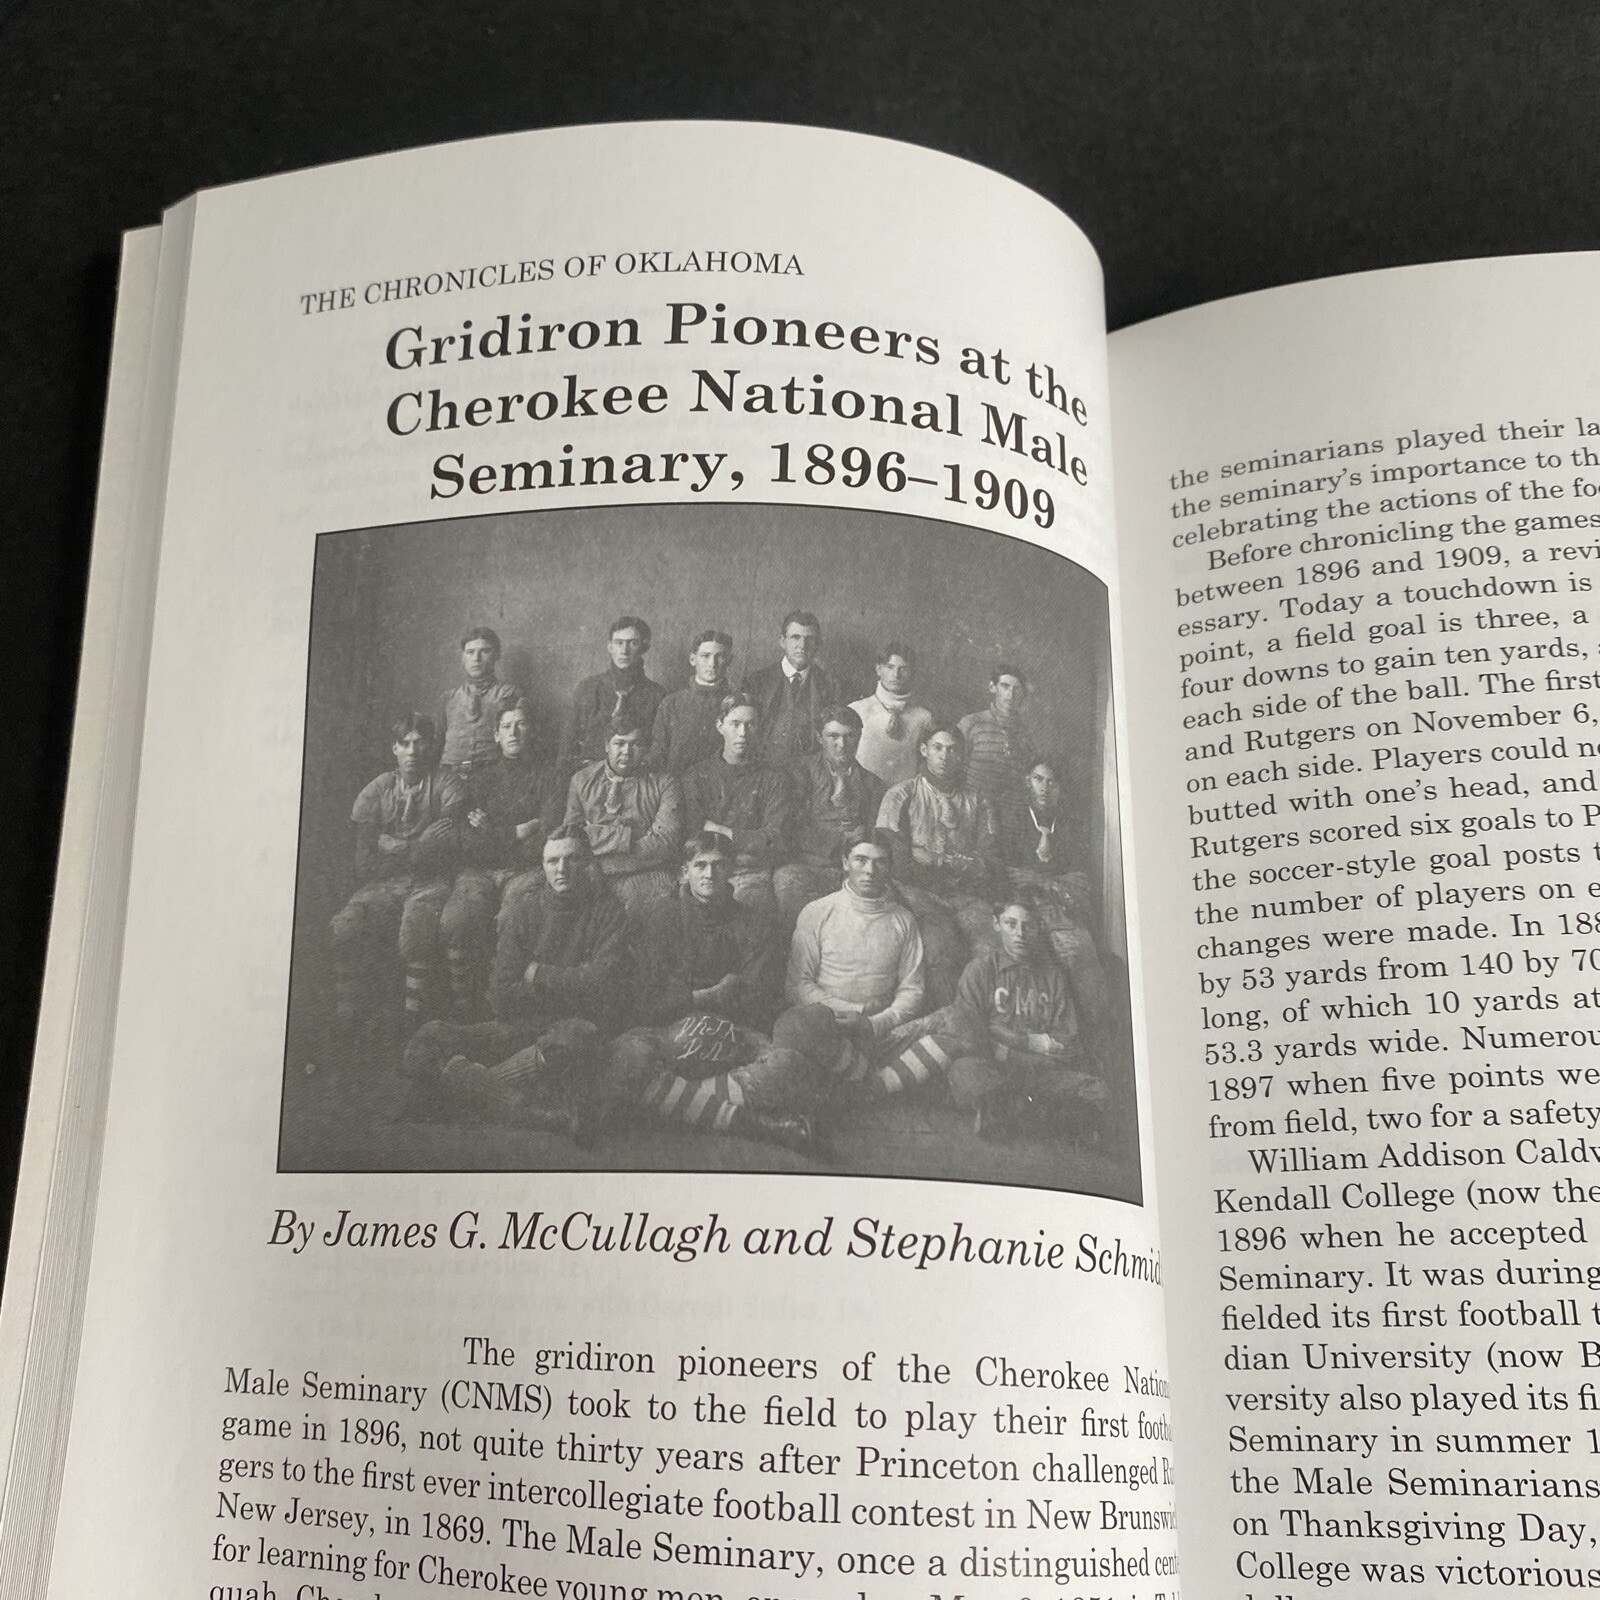 THE CHRONICLES OF OKLAHOMA
Gridiron Pioneers at the
Cherokee National Male
Seminary, 1896–1909
CMS
By James G. McCullagh and Stephanie Schmid
The gridiron pioneers of the Cherokee Nation
Male Seminary (CNMS) took to the field to play their first footb
game in 1896, not quite thirty years after Princeton challenged Ru
gers to the first ever intercollegiate football contest in New Brunswi
New Jersey, in 1869. The Male Seminary, once a distinguished cent
for learning for Cherokee young men,
the seminarians played their la
the seminary's importance to th
celebrating the actions of the fo
Before chronicling the games
between 1896 and 1909, a revi
essary. Today a touchdown is
point, a field goal is three, a
four downs to gain ten yards,
each side of the ball. The first
and Rutgers on November 6,
on each side. Players could no
butted with one's head, and
Rutgers scored six goals to P
the soccer-style goal posts t
the number of players on e
changes were made. In 188
by 53 yards from 140 by 70
long, of which 10 yards at
53.3 yards wide. Numerou
1897 when five points we
from field, two for a safety
William Addison Caldw
Kendall College (now the
1896 when he accepted
Seminary. It was during
fielded its first football t
dian University (now B
versity also played its fi
Seminary in summer 1
the Male Seminarians
on Thanksgiving Day,
College was victorious